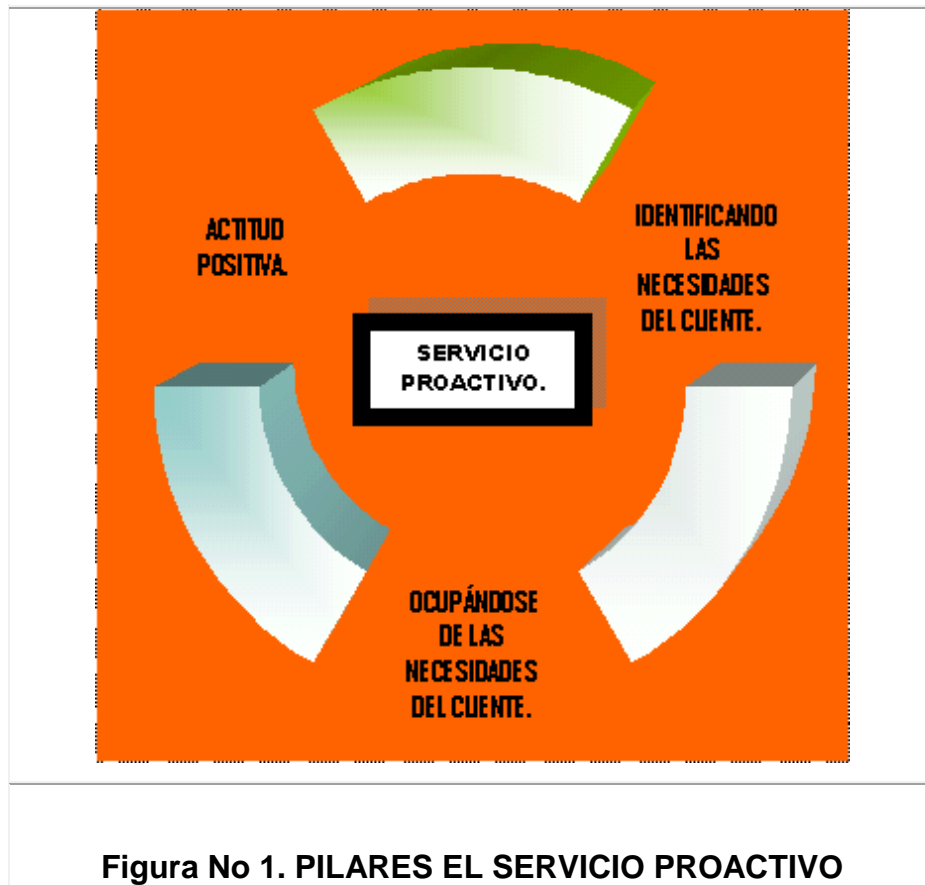 ACTITUD
POSITIVA.
IDENTIFICANDO
LAS
NECESIDADES
DEL CLIENTE.
SERVICIO
PROACTIVO.
OCUPÁNDOSE
DE LAS
NECESIDADES
DEL CLIENTE.
Figura No 1. PILARES EL SERVICIO PROACTIVO